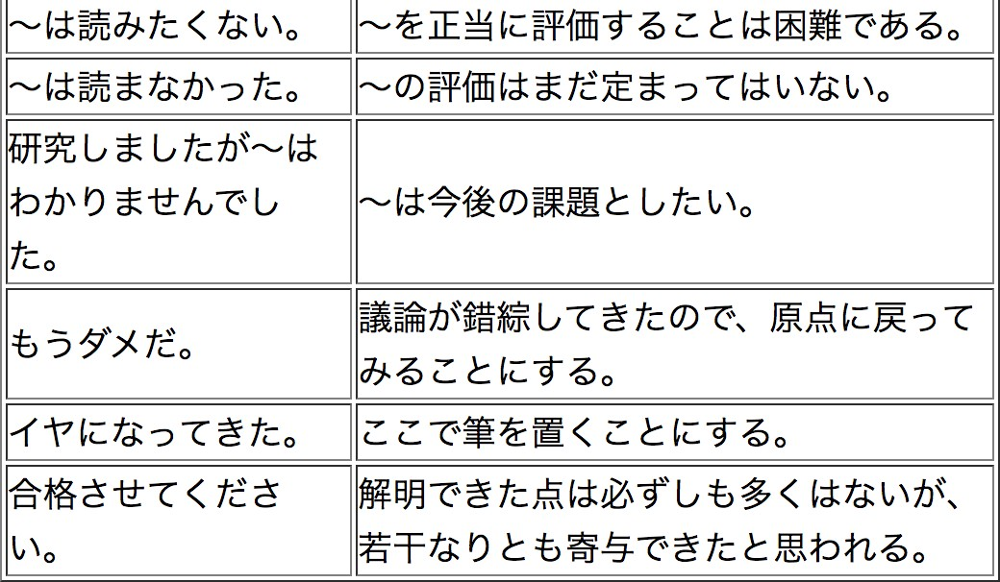 〜は読みたくない。
〜を正当に評価することは困難である。
〜は読まなかった。
〜の評価はまだ定まってはいない。
研究しましたが〜は
わかりませんでし
た。
〜は今後の課題としたい。
もうダメだ。
議論が錯綜してきたので、原点に戻って
みることにする。
イヤになってきた。
ここで筆を置くことにする。
合格させてくださ
い。
解明できた点は必ずしも多くはないが、
若干なりとも寄与できたと思われる。